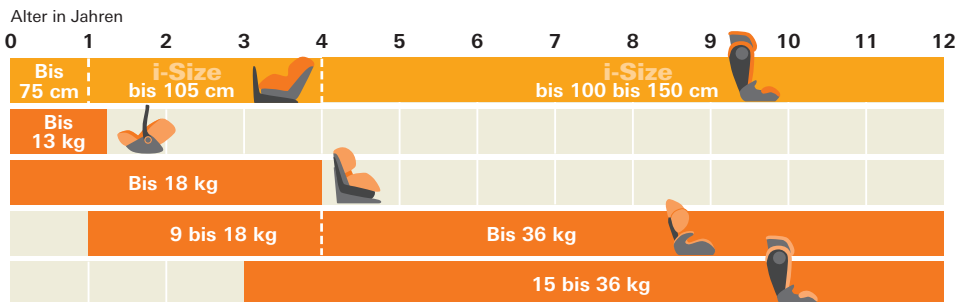 Alter in Jahren
0 1 2 3 4 5 6 7 8 9 10 11 12
Bis
75 cm
i-Size
bis 105 cm
i-Size
bis 100 bis 150 cm
Bis
13 kg
Bis 18 kg
9 bis 18 kg
Bis 36 kg
15 bis 36 kg